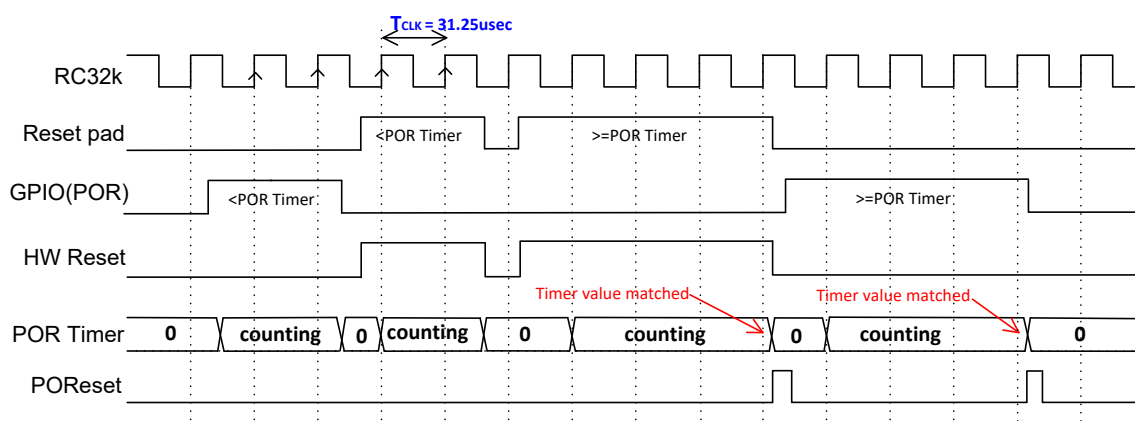 TCLK = 31.25usec
RC32k
Reset pad
<POR Timer
>=POR Timer
GPIO(POR)
<POR Timer
>=POR Timer
HW Reset
Timer value matched
Timer value matched
POR Timer
0
counting
0
counting
0
counting
0
counting
0
POReset